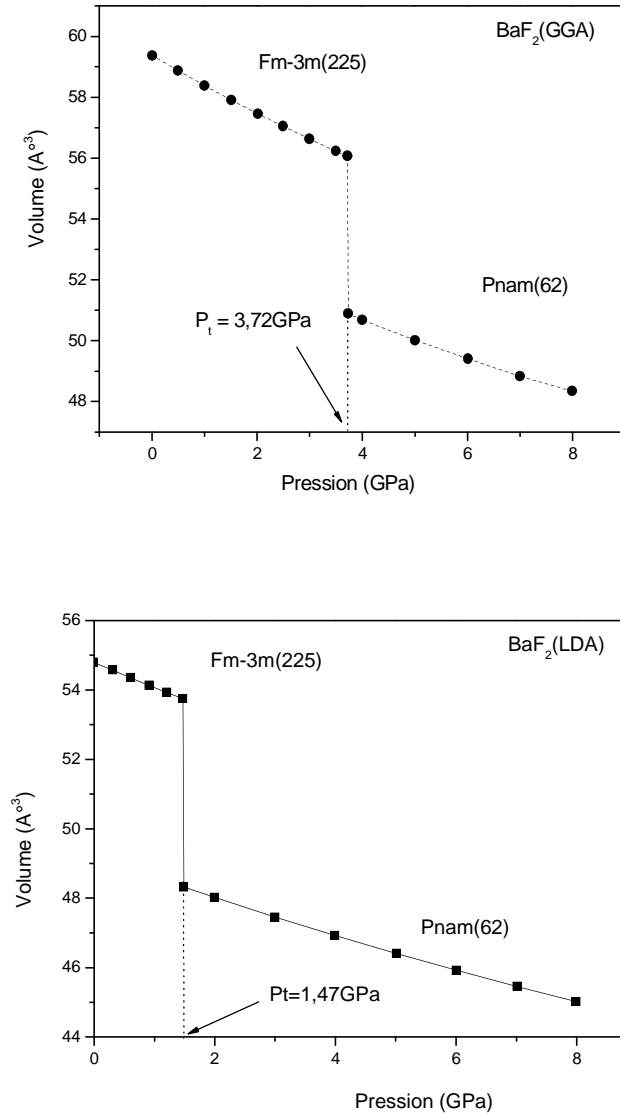 BaF2(GGA)
Fm-3m(225)
Pnam(62)
Pt = 3,72GPa
Volume (A°3)
60
58
56
54
52
50
48
0 2 4 6 8
Pression (GPa)
BaF2(LDA)
Fm-3m(225)
Pnam(62)
Pt=1,47GPa
Volume (A°3)
56
54
52
50
48
46
44
0 2 4 6 8
Pression (GPa)